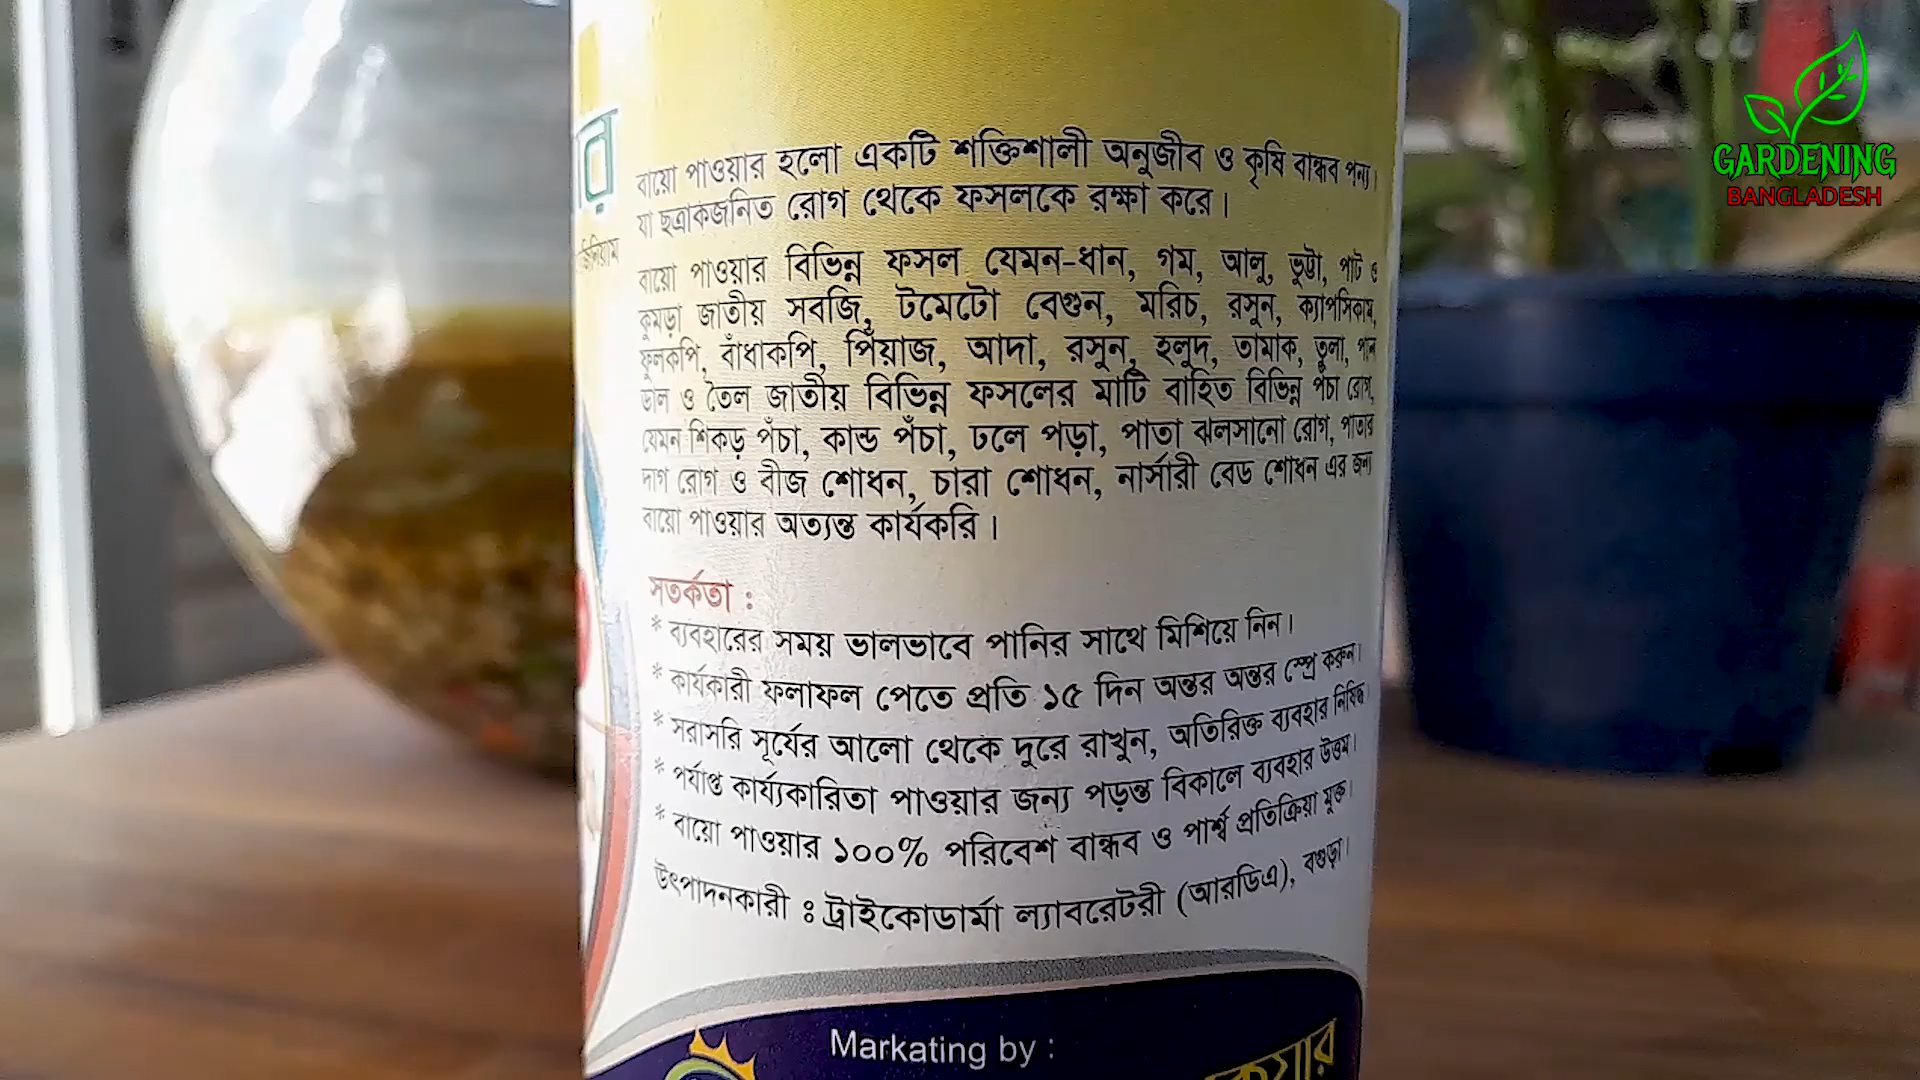 GARDENING
BANGLADESH
র
বায়ো পাওয়ার হলো একটি শক্তিশালী অনুজীব ও কৃষি বান্ধব পন্য।
যা ছত্রাকজনিত রোগ থেকে ফসলকে রক্ষা করে।
বায়ো পাওয়ার বিভিন্ন ফসল যেমন-ধান, গম, আলু, ভুট্টা, পাট ও
কুমড়া জাতীয় সবজি, টমেটো বেগুন, মরিচ, রসুন, ক্যাপসিকাম,
ফুলকপি, বাঁধাকপি, পিঁয়াজ, আদা, রসুন, হলুদ, তামাক, তুলা, পান
ডাল ও তৈল জাতীয় বিভিন্ন ফসলের মাটি বাহিত বিভিন্ন পঁচা রোগ,
যেমন শিকড় পঁচা, কান্ড পঁচা, ঢলে পড়া, পাতা ঝলসানো রোগ, পাতার
দাগ রোগ ও বীজ শোধন, চারা শোধন, নার্সারী বেড শোধন এর জন্য
বায়ো পাওয়ার অত্যন্ত কার্যকরি।
সতর্কতা :
* ব্যবহারের সময় ভালভাবে পানির সাথে মিশিয়ে নিন।
* কার্যকারী ফলাফল পেতে প্রতি ১৫ দিন অন্তর অন্তর স্প্রে করুন।
* সরাসরি সূর্যের আলো থেকে দুরে রাখুন, অতিরিক্ত ব্যবহার নিষিদ্ধ।
* পর্যাপ্ত কার্য্যকারিতা পাওয়ার জন্য পড়ন্ত বিকালে ব্যবহার উত্তম।
* বায়ো পাওয়ার ১০০% পরিবেশ বান্ধব ও পার্শ্ব প্রতিক্রিয়া মুক্ত।
উৎপাদনকারী ঃ ট্রাইকোডার্মা ল্যাবরেটরী (আরডিএ), বগুড়া।
Markating by :